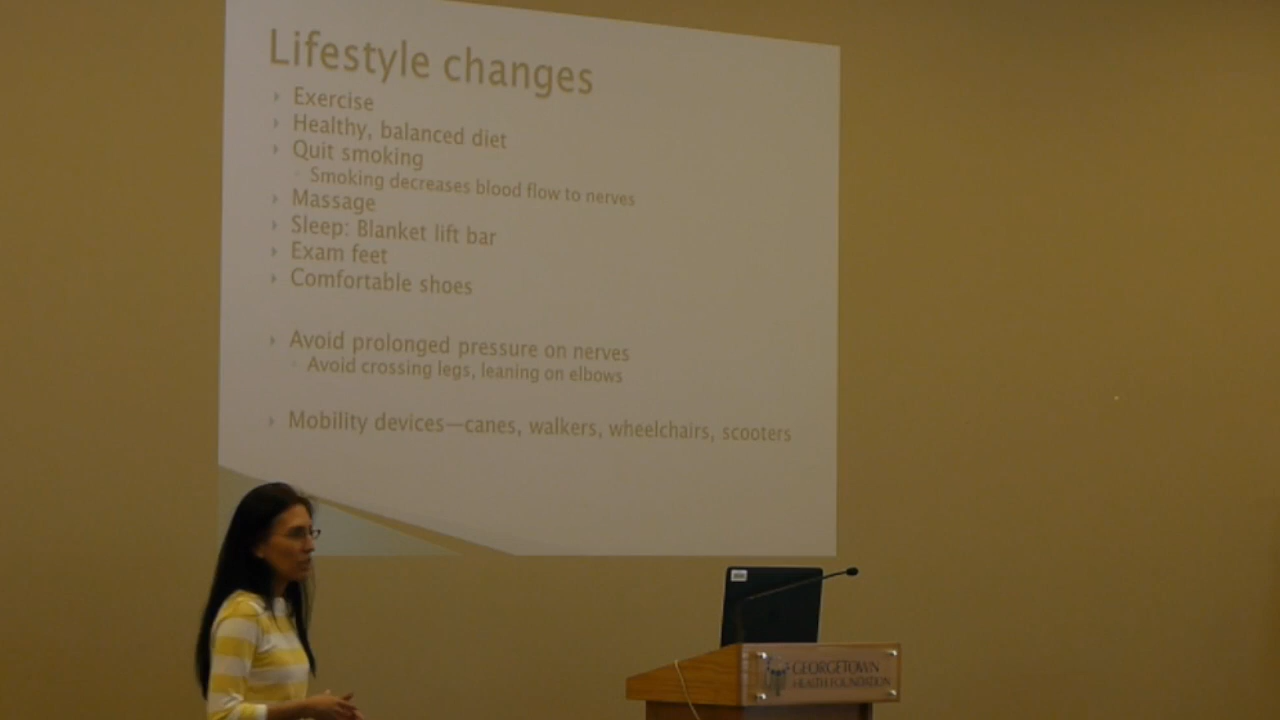 Lifestyle changes
Exercise
Healthy, balanced diet
Quit smoking
Smoking decreases blood flow to nerves
Massage
Sleep: Blanket lift bar
Exam feet
Comfortable shoes
Avoid prolonged pressure on nerves
Avoid crossing legs, leaning on elbows
Mobility devices—canes, walkers, wheelchairs, scooters
GEORGETOWN
HEALTH FOUNDATION